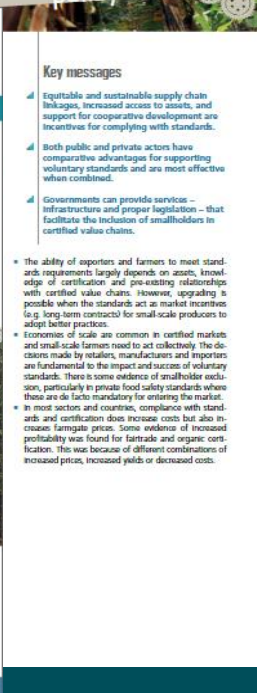 Key messages
Equitable and sustainable supply chain
linkages, increased access to assets, and
support for cooperative development are
incentives for complying with standards.
Both public and private actors have
comparative advantages for supporting
voluntary standards and are most effective
when combined.
Governments can provide services –
infrastructure and proper legislation – that
facilitate the inclusion of smallholders in
certified value chains.
• The ability of exporters and farmers to meet stand-
ards requirements largely depends on assets, knowl-
edge of certification and pre-existing relationships
with certified value chains. However, upgrading is
possible when the standards act as market incentives
(e.g. long-term contracts) for small-scale producers to
adopt better practices.
• Economies of scale are common in certified markets
and small-scale farmers need to act collectively. The de-
cisions made by retailers, manufacturers and importers
are fundamental to the impact and success of voluntary
standards. There is some evidence of smallholder exclu-
sion, particularly in private food safety standards where
these are de facto mandatory for entering the market.
• In most sectors and countries, compliance with stand-
ards and certification does increase costs but also in-
creases farmgate prices. Some evidence of increased
profitability was found for fairtrade and organic certi-
fication. This was because of different combinations of
increased prices, increased yields or decreased costs.